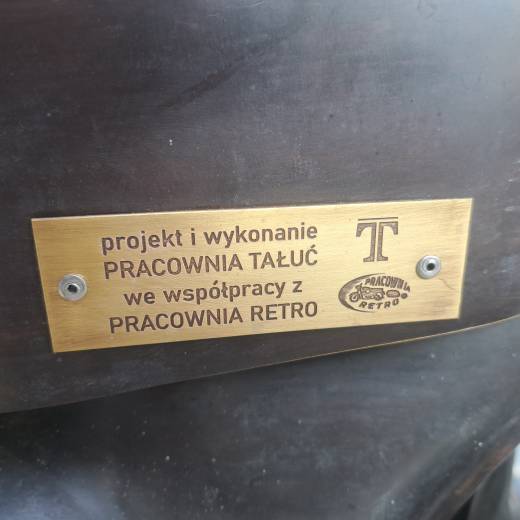 projekt i wykonanie
PRACOWNIA TAŁUĆ
we współpracy z
PRACOWNIA RETRO
T
PRACOWNIA
RETRO